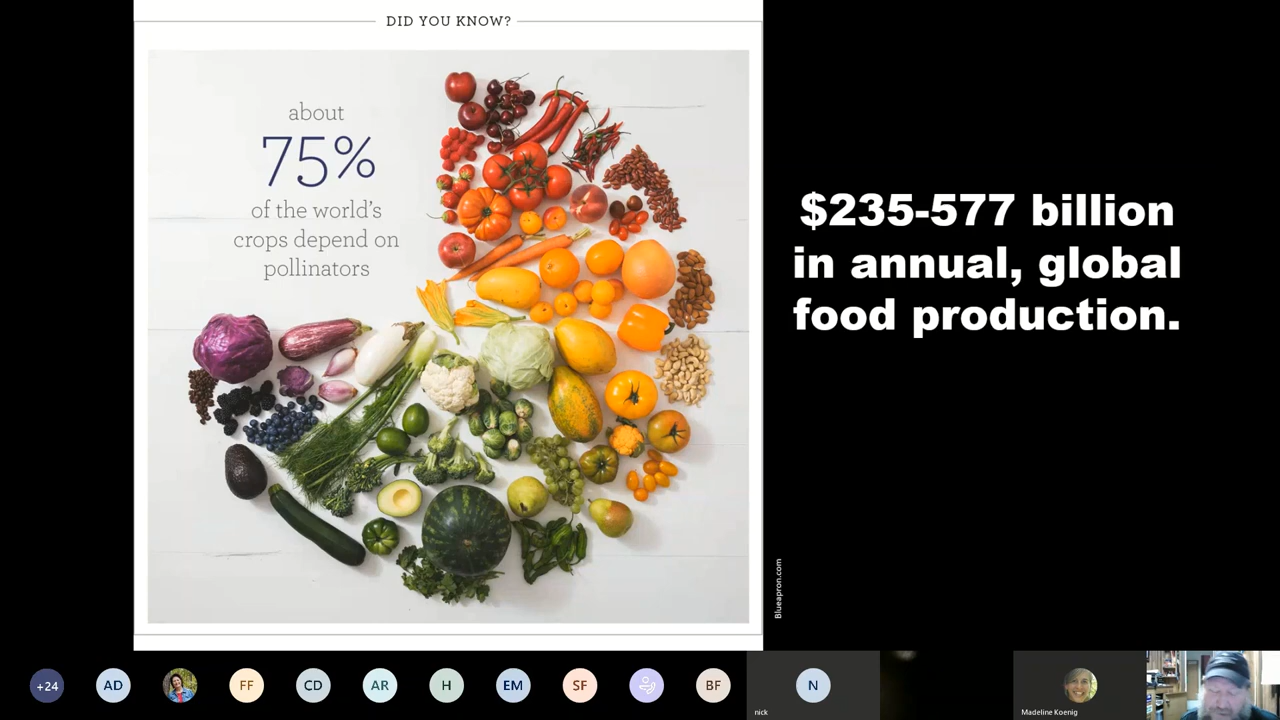 DID YOU KNOW?
about
75%
of the world's
crops depend on
pollinators
$235-577 billion
in annual, global
food production.
Blueapron.com
+24
AD
FF
CD
AR
H
EM
SF
BF
N
nick
Madeline Koenig